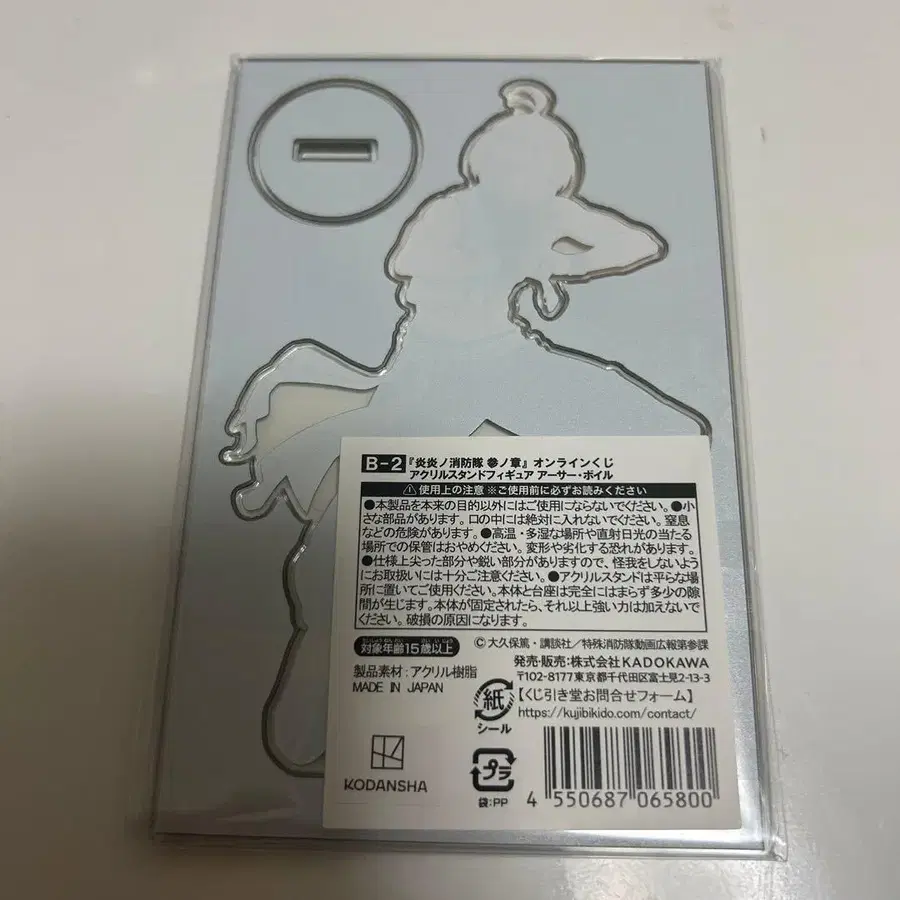 B-2 『炎炎ノ消防隊 参ノ章』オンラインくじ
アクリルスタンドフィギュア アーサー・ボイル
使用上の注意 ※ご使用前に必ずお読みください
●本製品を本来の目的以外にはご使用にならないでください。●小
さな部品があります。口の中には絶対に入れないでください。窒息
などの危険があります。●高温・多湿な場所や直射日光の当たる
場所での保管はおやめください。変形や劣化する恐れがあります。
●仕様上尖った部分や鋭い部分がありますので、怪我をしないよう
にお取扱いには十分ご注意ください。●アクリルスタンドは平らな場
所に置いてご使用ください。本体と台座は完全にはまらず多少の隙
間が生じます。本体が固定されたら、それ以上強い力は加えないで
ください。破損の原因になります。
対象年齢15歳以上
たいしょうねんれい さい いじょう
©大久保篤・講談社／特殊消防隊動画広報第参課
製品素材:アクリル樹脂
MADE IN JAPAN
発売・販売:株式会社KADOKAWA
〒102-8177東京都千代田区富士見2-13-3
【くじ引き堂お問合せフォーム】
https://kujibikido.com/contact/
紙
シール
KODANSHA
プラ
袋:PP
4 550687 065800